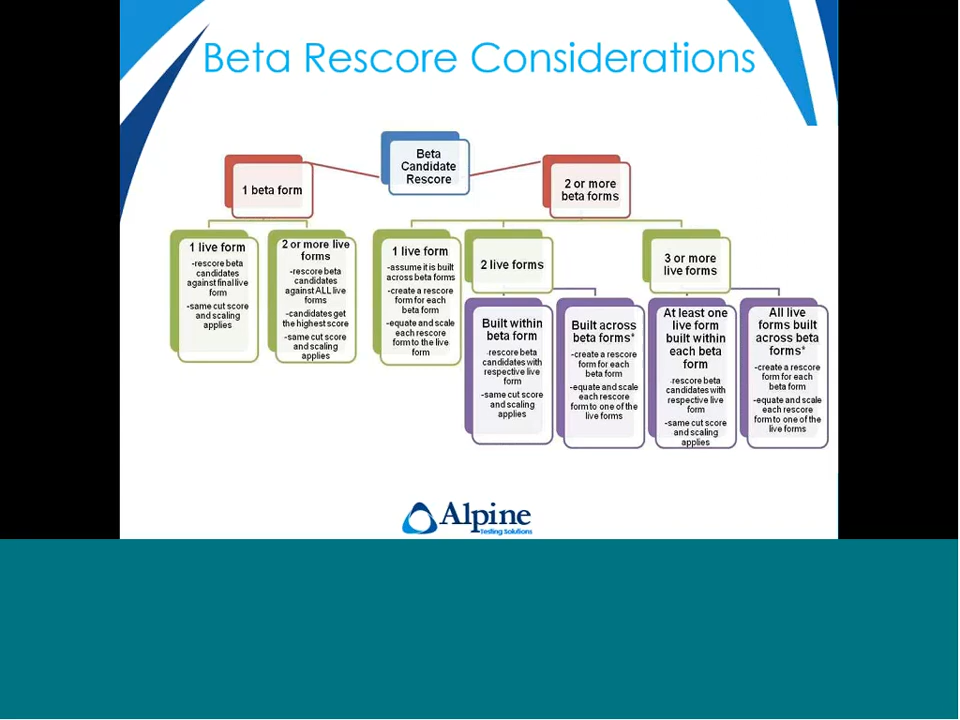 Beta Rescore Considerations
Beta
Candidate
Rescore
1 beta form
2 or more
beta forms
1 live form
-rescore beta
candidates
against final live
form
-same cut score
and scaling
applies
2 or more live
forms
-rescore beta
candidates
against ALL live
forms
-candidates get
the highest score
-same cut score
and scaling
applies
1 live form
-assume it is built
across beta forms
-create a rescore
form for each
beta form
-equate and scale
each rescore
form to the live
form
2 live forms
3 or more
live forms
Built within
beta form
-rescore beta
candidates with
respective live
form
-same cut score
and scaling
applies
Built across
beta forms*
-create a rescore
form for each
beta form
-equate and scale
each rescore
form to one of the
live forms
At least one
live form
built within
each beta
form
-rescore beta
candidates with
respective live
form
-same cut score
and scaling
applies
All live
forms built
across beta
forms*
-create a rescore
form for each
beta form
-equate and scale
each rescore
form to one of the
live forms
Alpine
Testing Solutions